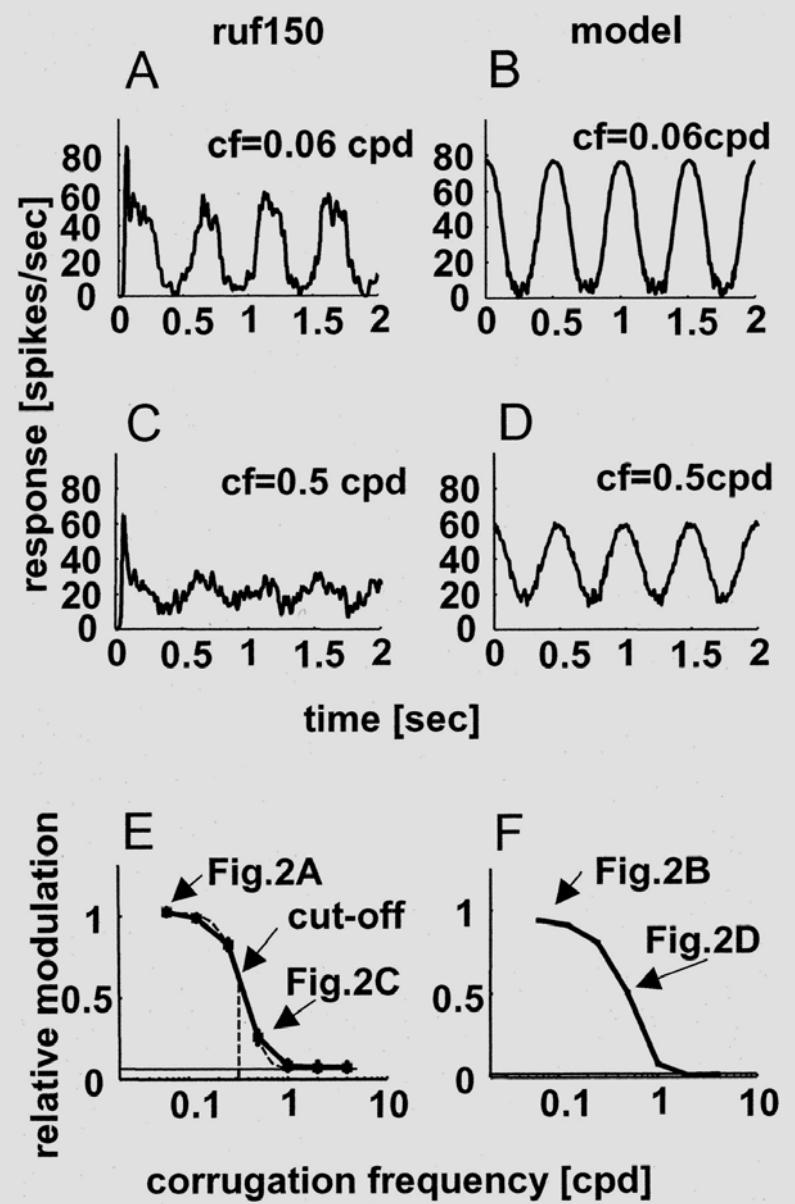 ruf150 model
A B
cf=0.06 cpd cf=0.06cpd
80 80
60 60
40 40
20 20
0 0
0 0.5 1 1.5 2 0 0.5 1 1.5 2
response [spikes/sec]
C D
cf=0.5 cpd cf=0.5cpd
80 80
60 60
40 40
20 20
0 0
0 0.5 1 1.5 2 0 0.5 1 1.5 2
time [sec]
E F
relative modulation
Fig.2A Fig.2B
cut-off
Fig.2C Fig.2D
1 1
0.5 0.5
0 0
0.1 1 10 0.1 1 10
corrugation frequency [cpd]